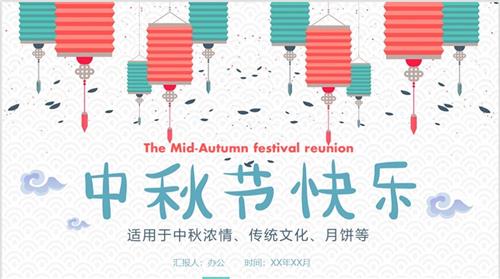 The Mid-Autumn festival reunion
中秋节快乐
适用于中秋浓情、传统文化、月饼等
汇报人：办公 时间：XX年XX月